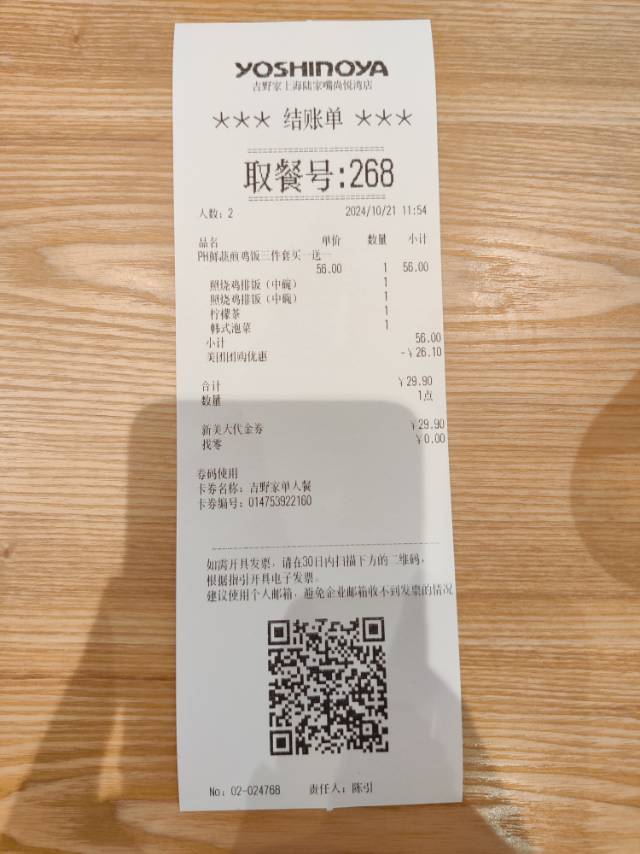 YOSHINOYA
吉野家上海陆家嘴尚悦湾店
*** 结账单 ***
取餐号:268
人数: 2 2024/10/21 11:54
品名 单价 数量 小计
PH鲜蔬煎鸡饭三件套买一送一
56.00 1 56.00
照烧鸡排饭（中碗） 1
照烧鸡排饭（中碗） 1
柠檬茶 1
韩式泡菜 1
小计 56.00
美团团购优惠 -￥26.10
合计 ￥29.90
数量 1点
新美大代金券 ￥29.90
找零 ￥0.00
券码使用
卡券名称: 吉野家单人餐
卡券编号: 014753922160
如需开具发票, 请在30日内扫描下方的二维码,
根据指引开具电子发票。
建议使用个人邮箱, 避免企业邮箱收不到发票的情况
No: 02-024768 责任人: 陈引